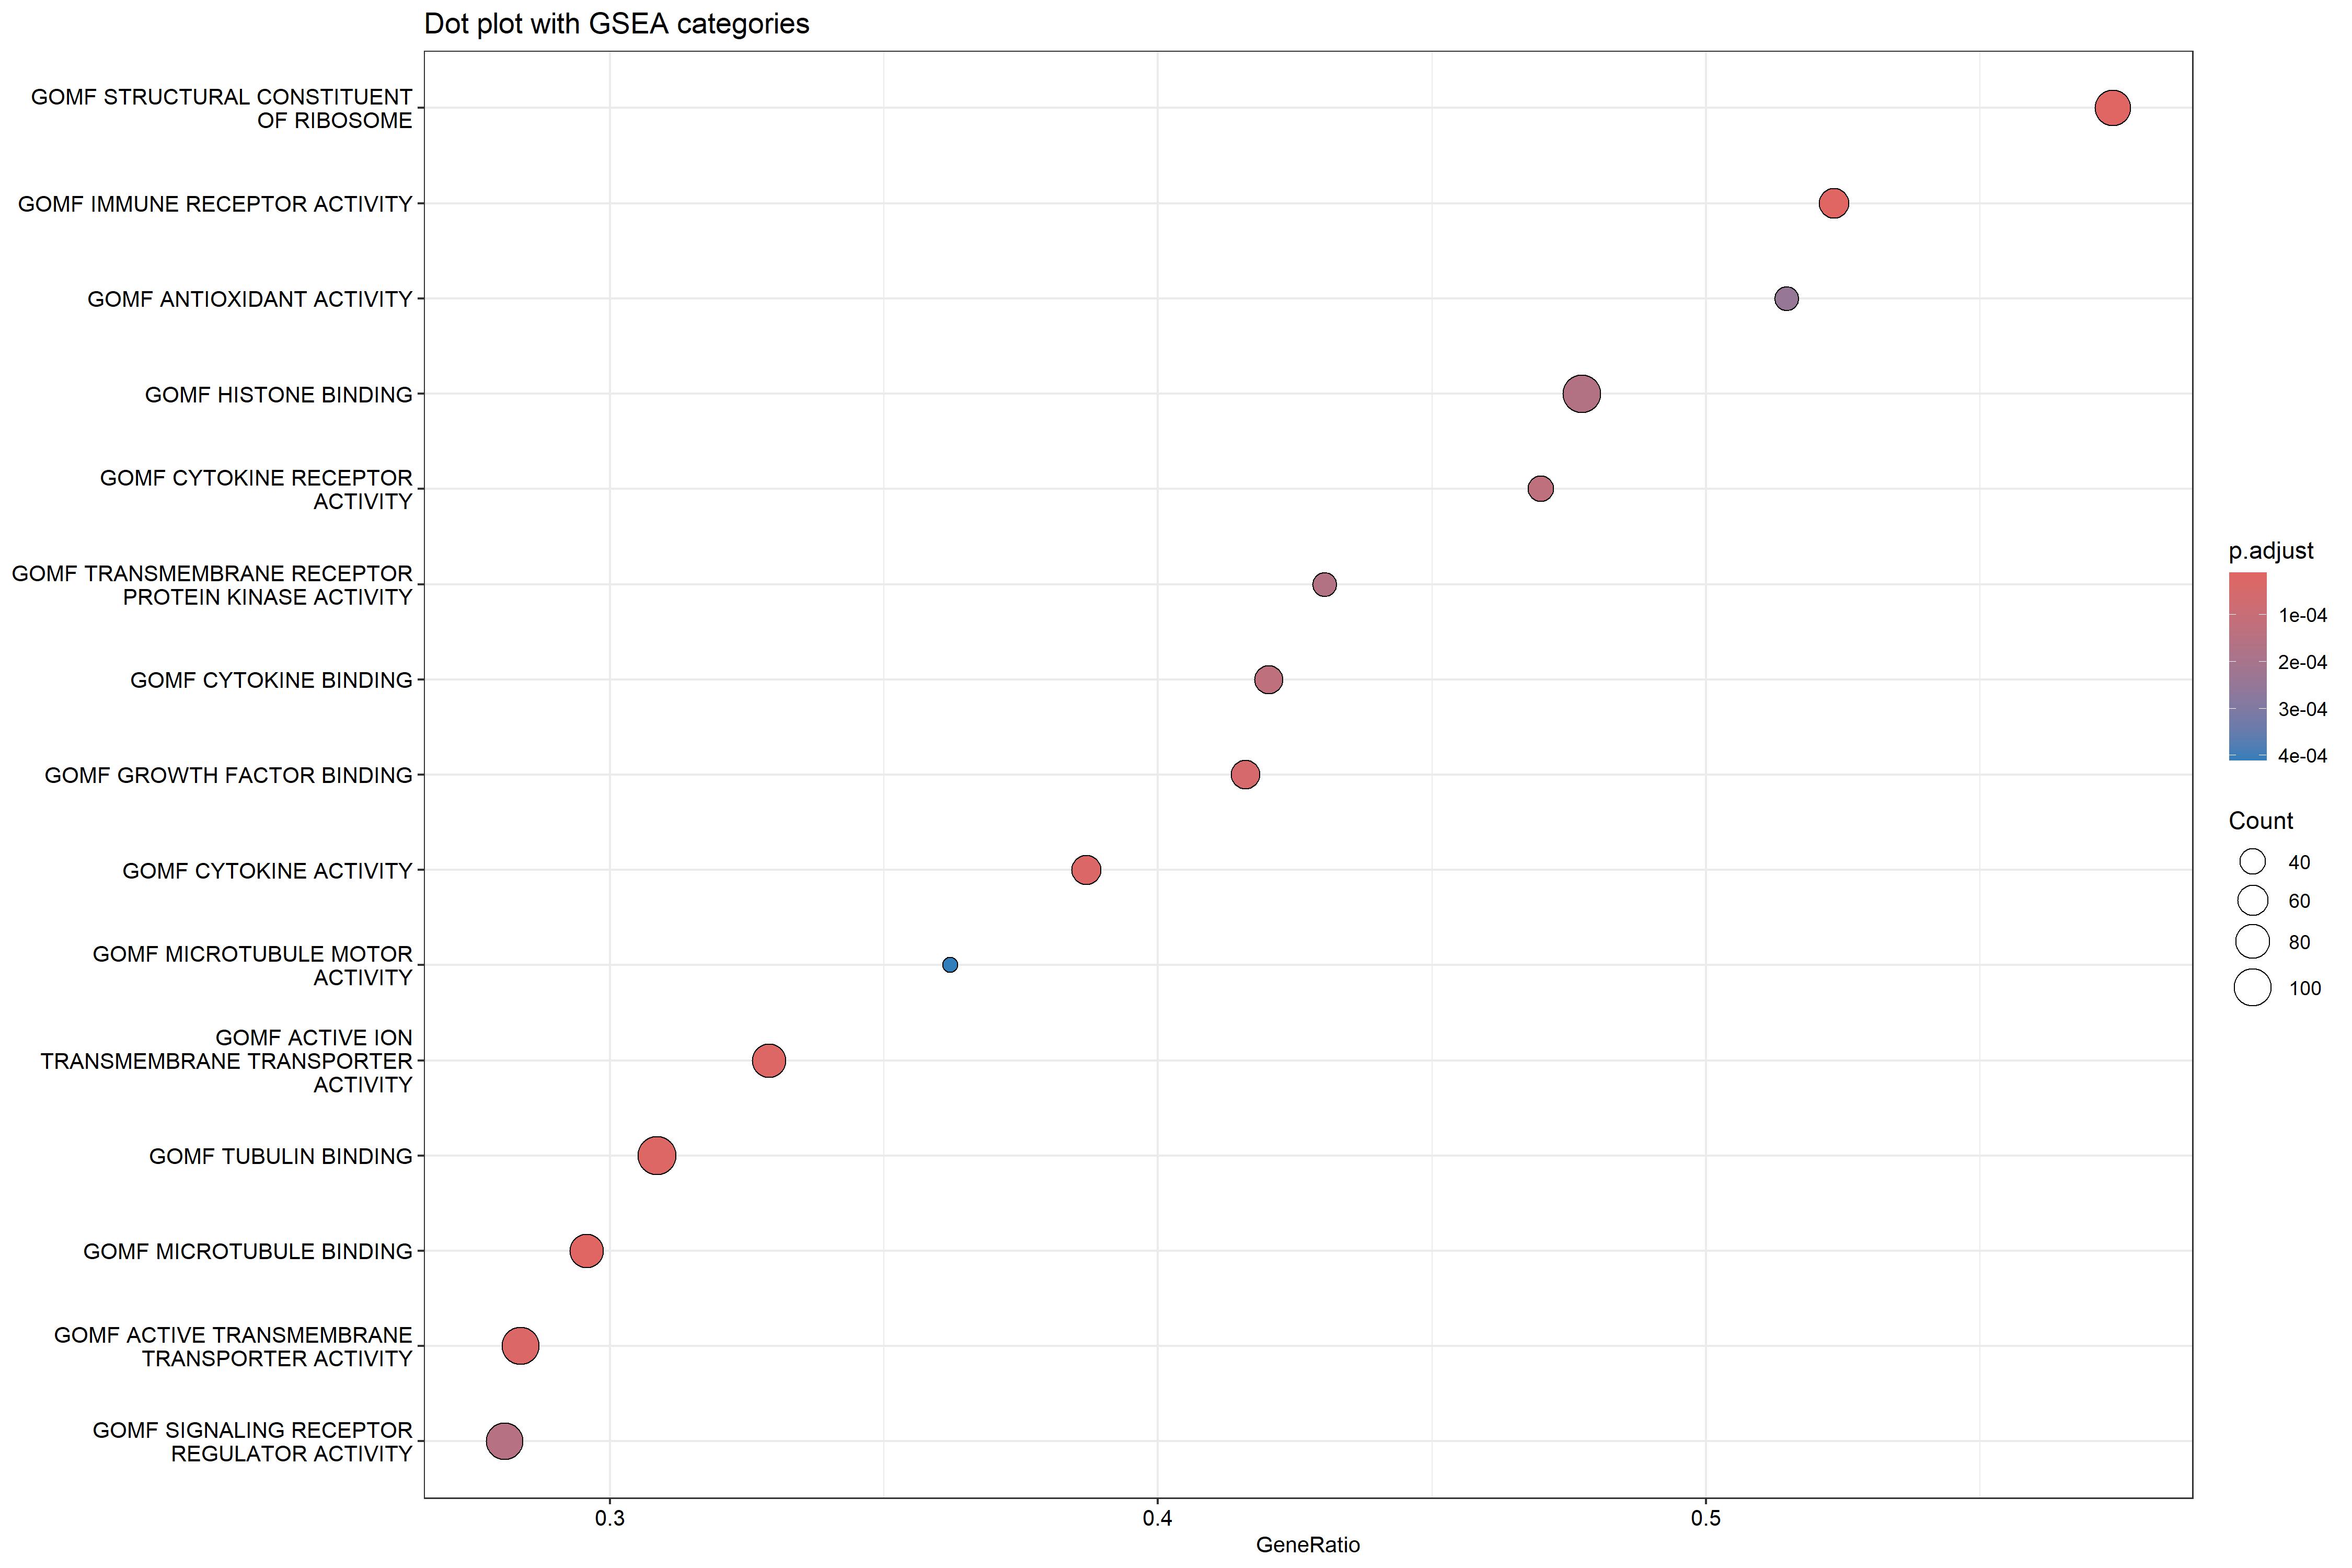 Dot plot with GSEA categories
GOMF STRUCTURAL CONSTITUENT
OF RIBOSOME
GOMF IMMUNE RECEPTOR ACTIVITY
GOMF ANTIOXIDANT ACTIVITY
GOMF HISTONE BINDING
GOMF CYTOKINE RECEPTOR
ACTIVITY
GOMF TRANSMEMBRANE RECEPTOR
PROTEIN KINASE ACTIVITY
GOMF CYTOKINE BINDING
GOMF GROWTH FACTOR BINDING
GOMF CYTOKINE ACTIVITY
GOMF MICROTUBULE MOTOR
ACTIVITY
GOMF ACTIVE ION
TRANSMEMBRANE TRANSPORTER
ACTIVITY
GOMF TUBULIN BINDING
GOMF MICROTUBULE BINDING
GOMF ACTIVE TRANSMEMBRANE
TRANSPORTER ACTIVITY
GOMF SIGNALING RECEPTOR
REGULATOR ACTIVITY
0.3
0.4
0.5
GeneRatio
p.adjust
1e-04
2e-04
3e-04
4e-04
Count
40
60
80
100